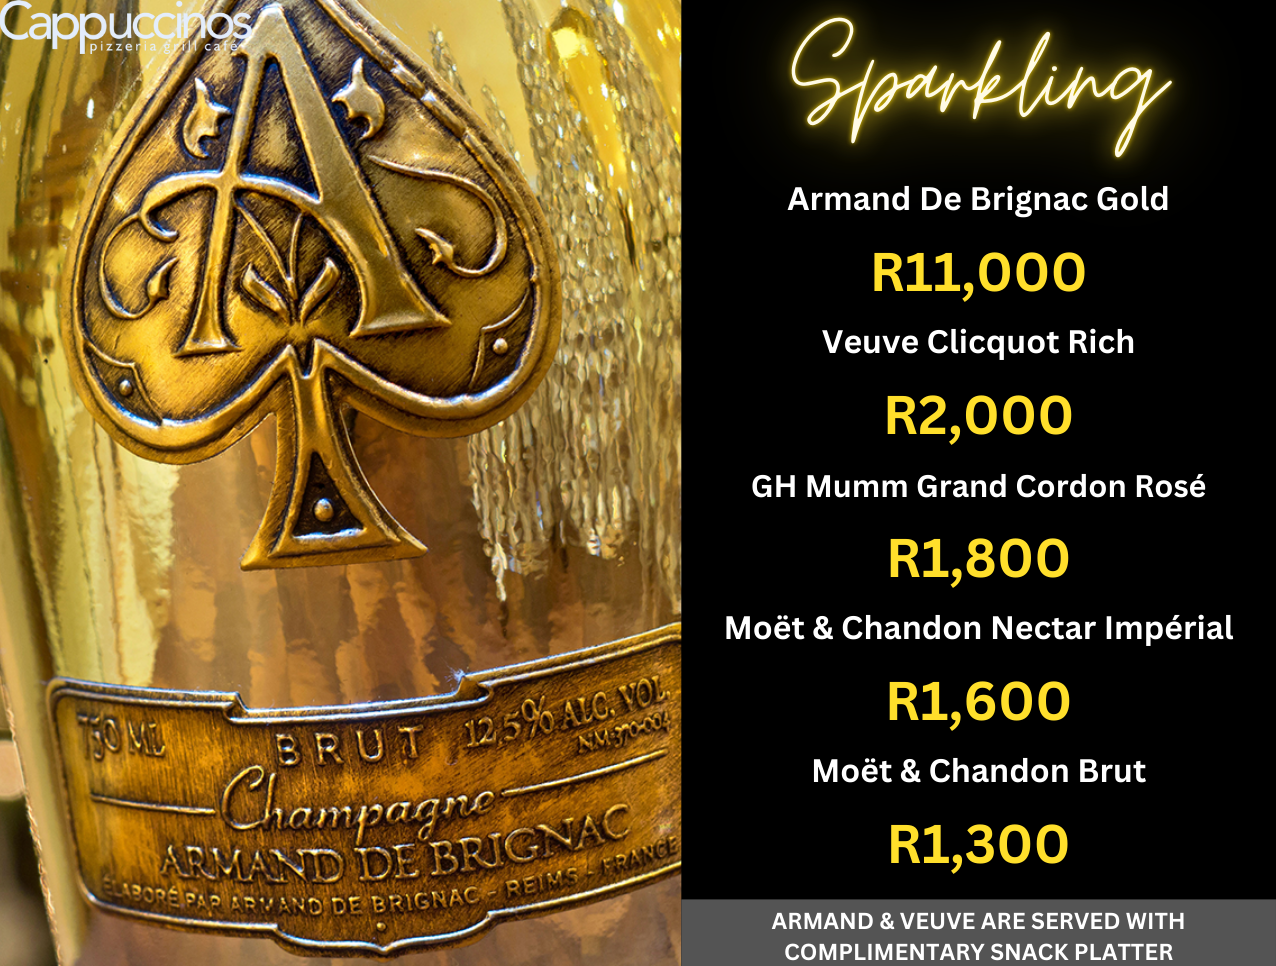 Cappuccinos
pizzeria grill café
A
750 ML
BRUT
12,5% ALC. VOL.
NM-370-004
Champagne
ARMAND DE BRIGNAC
ÉLABORÉ PAR ARMAND DE BRIGNAC - REIMS - FRANCE
Sparkling
Armand De Brignac Gold
R11,000
Veuve Clicquot Rich
R2,000
GH Mumm Grand Cordon Rosé
R1,800
Moët & Chandon Nectar Impérial
R1,600
Moët & Chandon Brut
R1,300
ARMAND & VEUVE ARE SERVED WITH
COMPLIMENTARY SNACK PLATTER